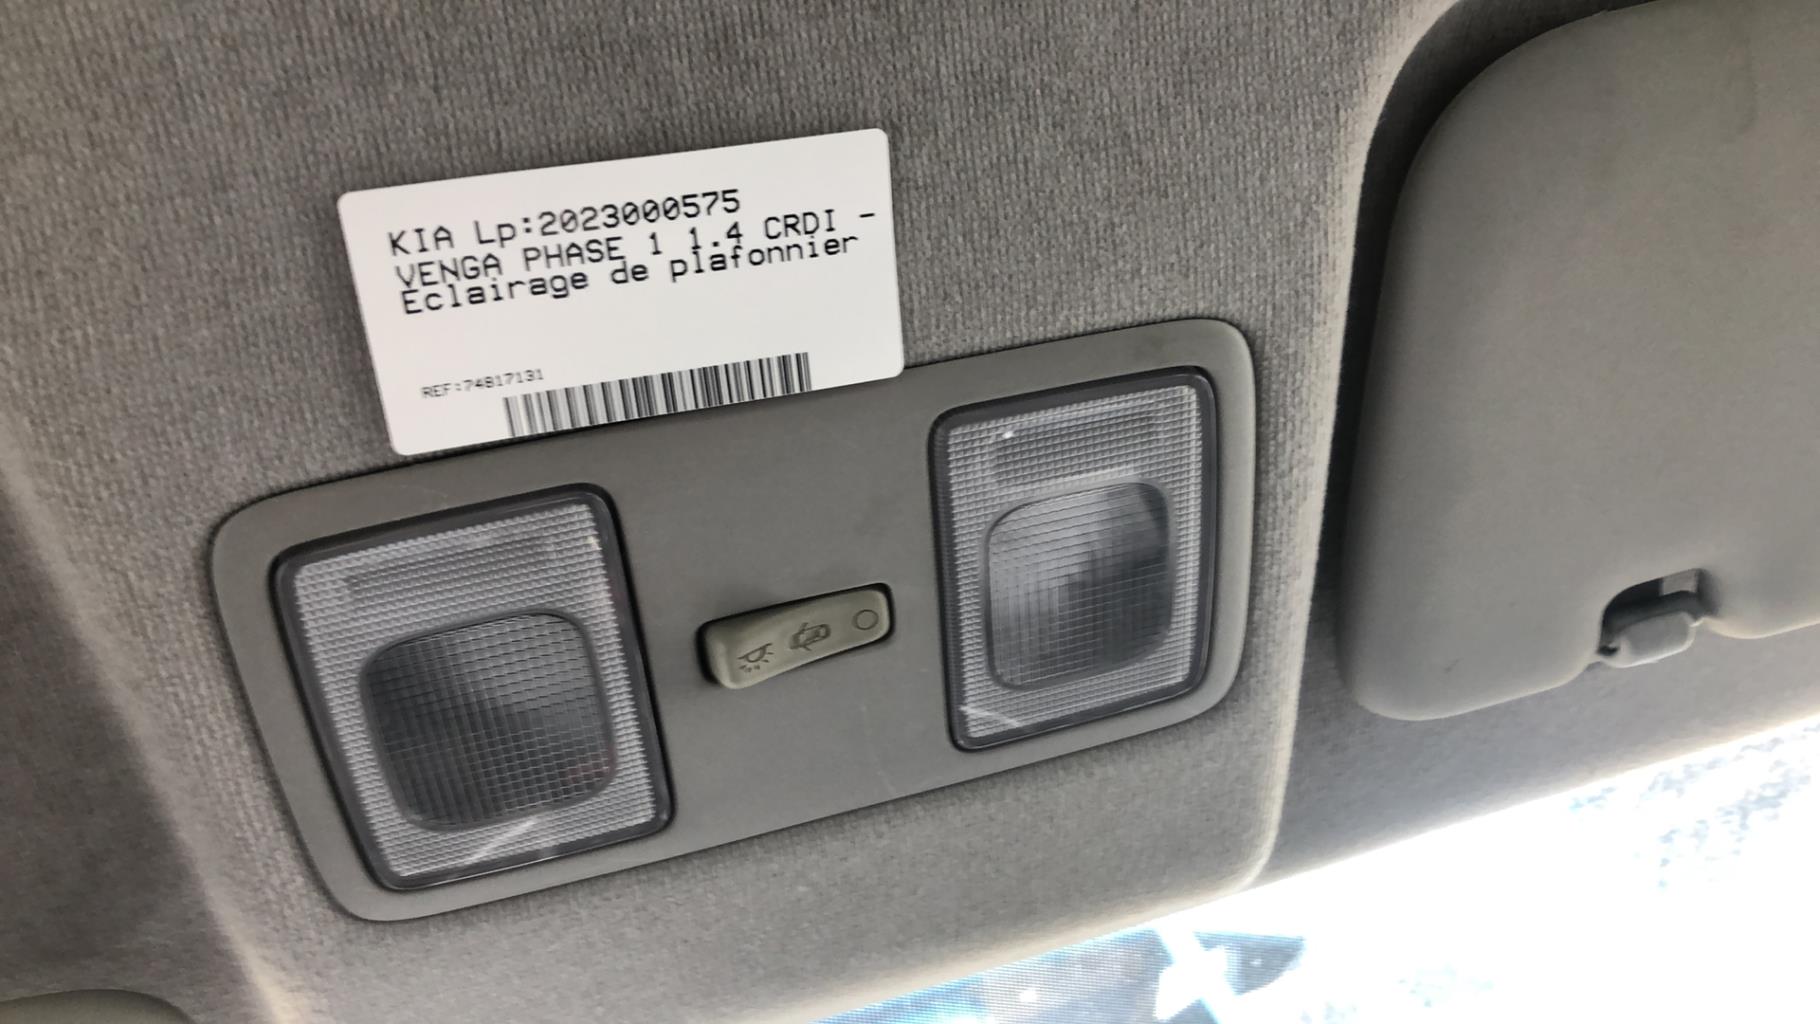 KIA Lp:2023000575
VENGA PHASE 1 1.4 CRDI -
Eclairage de plafonnier
REF:74817131